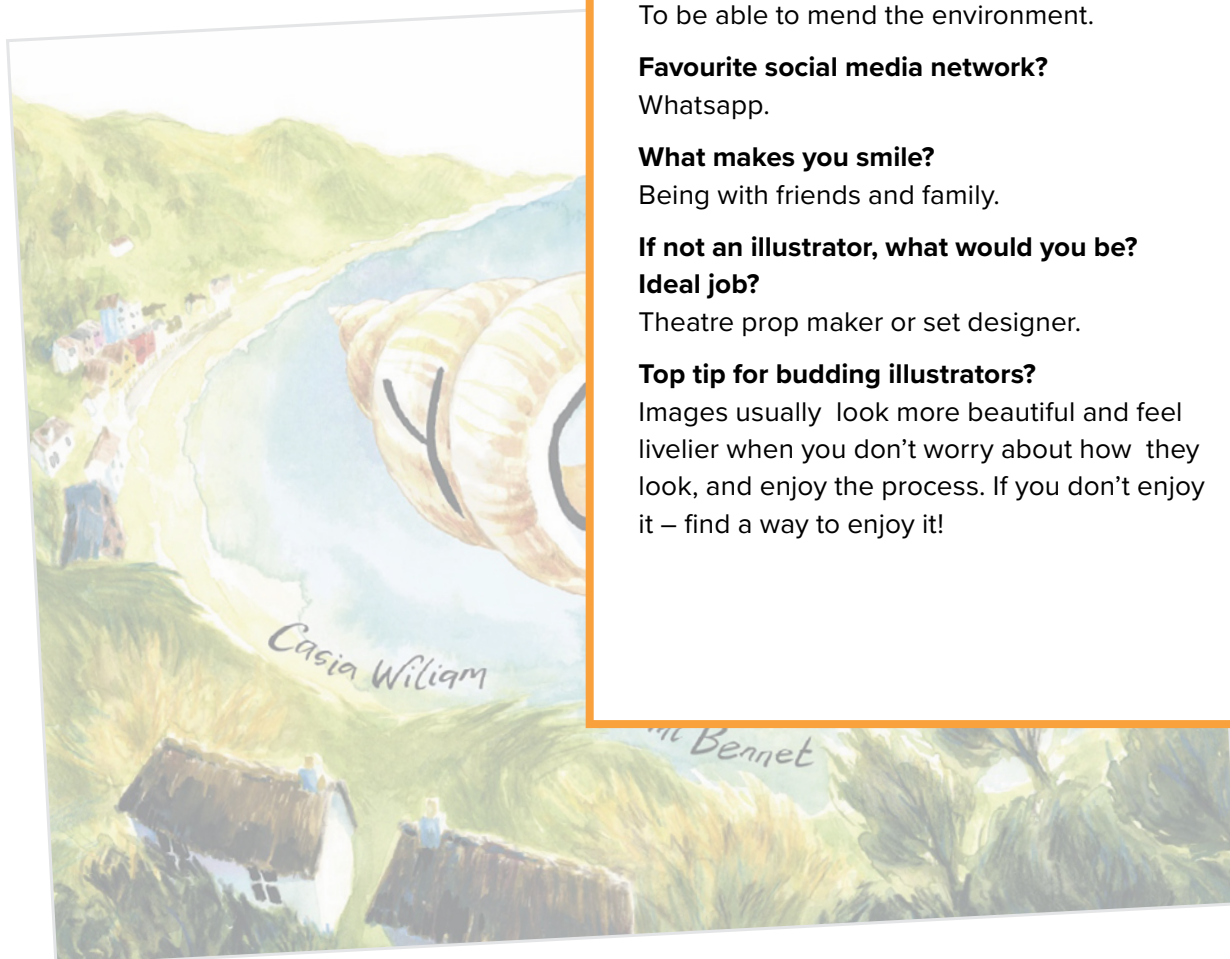 To be able to mend the environment.
Favourite social media network?
Whatsapp.
What makes you smile?
Being with friends and family.
If not an illustrator, what would you be?
Ideal job?
Theatre prop maker or set designer.
Top tip for budding illustrators?
Images usually  look more beautiful and feel
livelier when you don’t worry about how  they
look, and enjoy the process. If you don’t enjoy
it – find a way to enjoy it!
Y
Casia Wiliam
Bennet